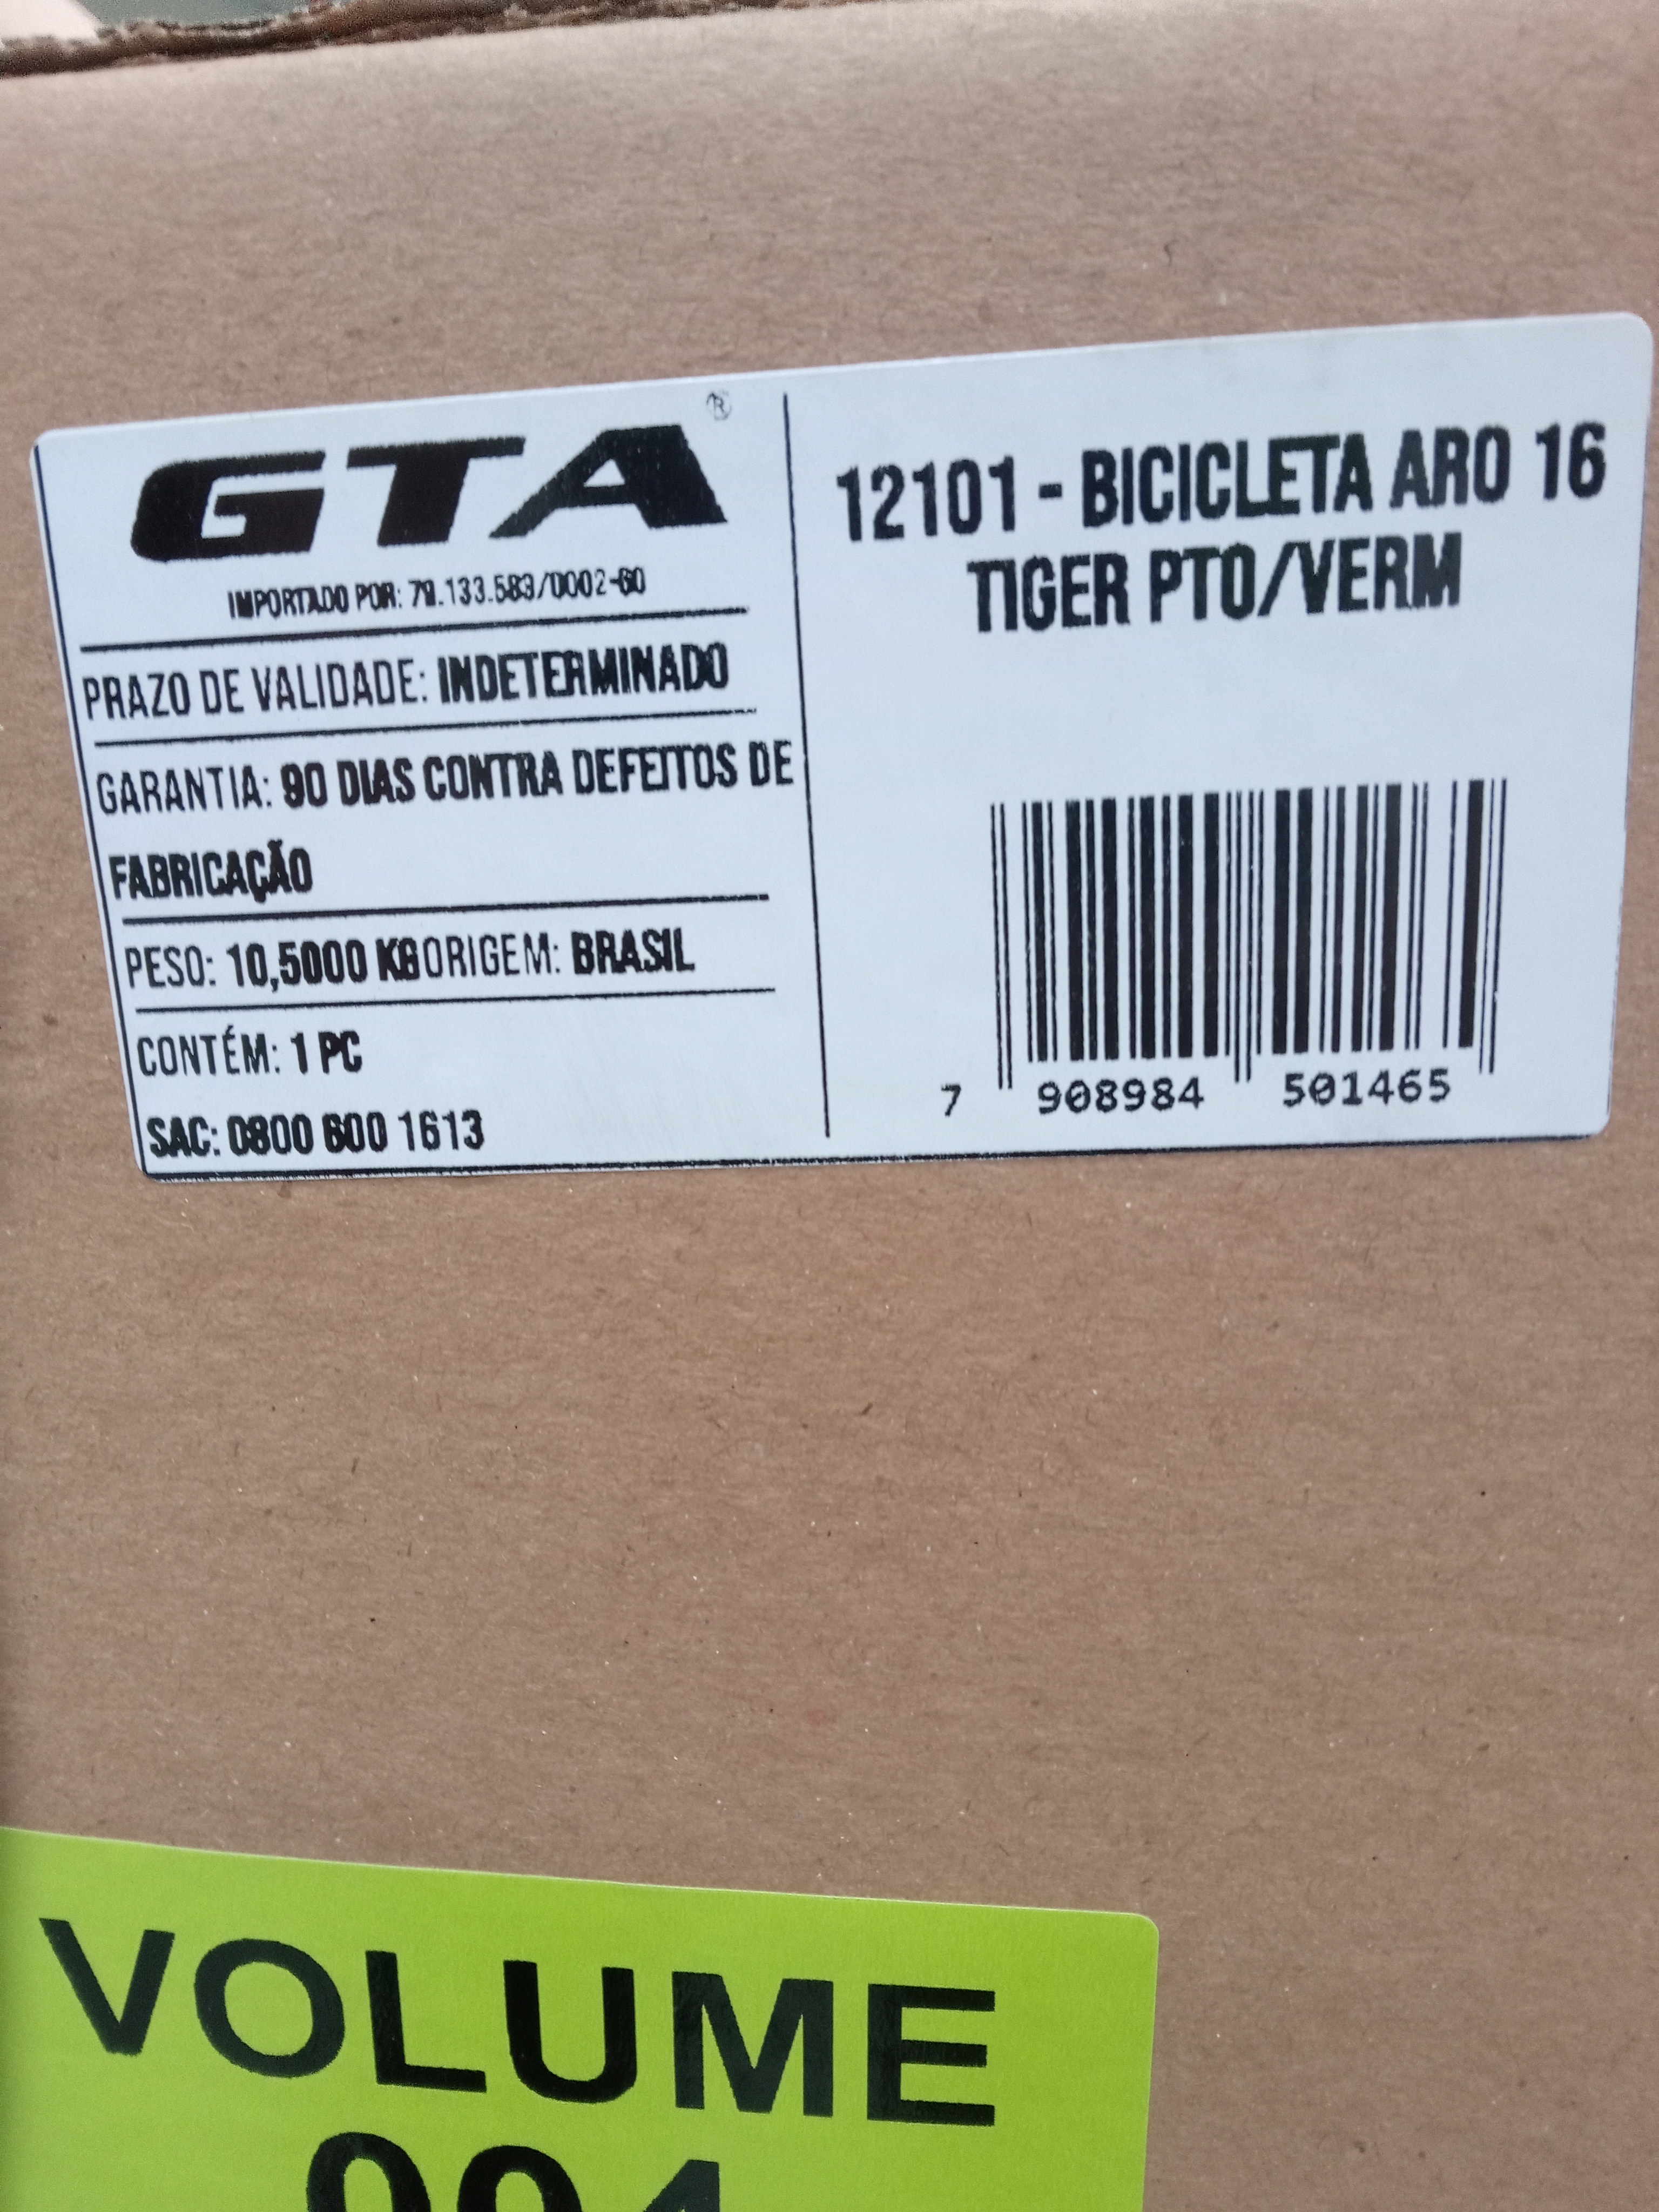 GTA®
IMPORTADO POR: 79.133.583/0002-60
PRAZO DE VALIDADE: INDETERMINADO
GARANTIA: 90 DIAS CONTRA DEFEITOS DE
FABRICAÇÃO
PESO: 10,5000 KG ORIGEM: BRASIL
CONTÉM: 1 PC
SAC: 0800 600 1613
12101 - BICICLETA ARO 16
TIGER PTO/VERM
7 908984 501465
VOLUME